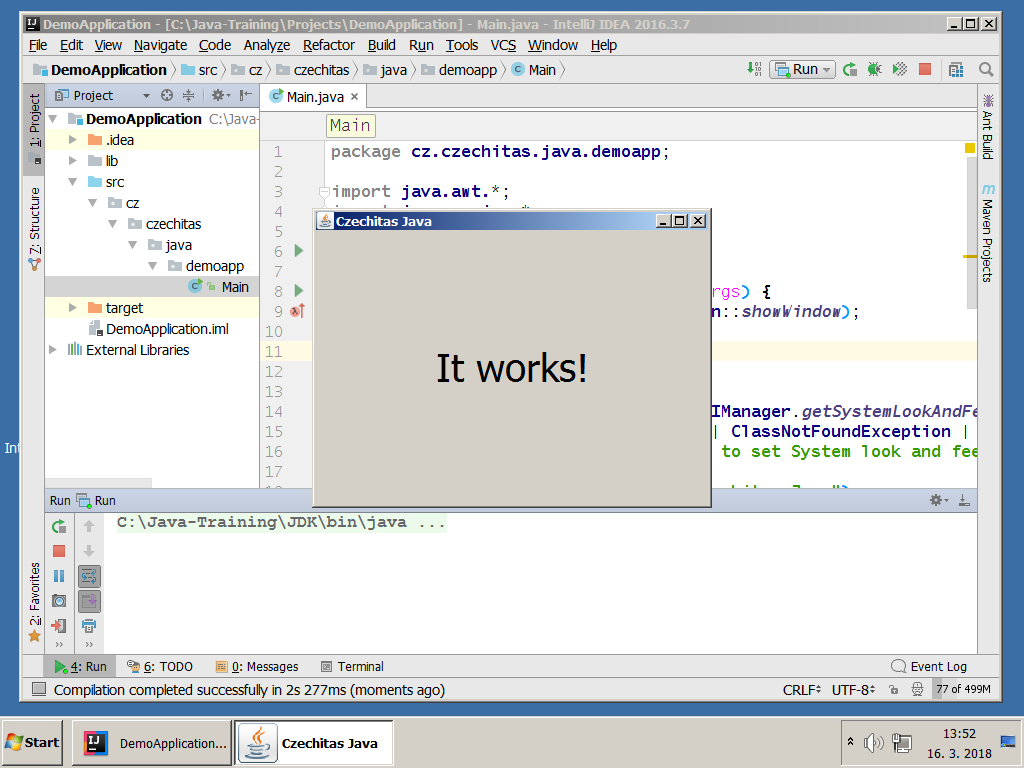 DemoApplication - [C:\Java-Training\Projects\DemoApplication] - Main.java - IntelliJ IDEA 2016.3.7
File Edit View Navigate Code Analyze Refactor Build Run Tools VCS Window Help
DemoApplication src cz czechitas java demoapp Main Run
1: Project
7: Structure
2: Favorites
Project
DemoApplication C:\Java-
.idea
lib
src
cz
czechitas
java
demoapp
Main
target
DemoApplication.iml
External Libraries
Main.java
Main
1 package cz.czechitas.java.demoapp;
2
3 import java.awt.*;
4
5
6
7
8 rgs) {
9 n::showWindow);
10
11
12
13
14 IManager.getSystemLookAndFe
15 | ClassNotFoundException |
16 to set System look and fee
17
Czechitas Java
It works!
Ant Build
Maven Projects
Int
Run Run
C:\Java-Training\JDK\bin\java ...
4: Run 6: TODO 0: Messages Terminal Event Log
Compilation completed successfully in 2s 277ms (moments ago) CRLF UTF-8 77 of 499M
Start DemoApplication... Czechitas Java 13:52
16. 3. 2018